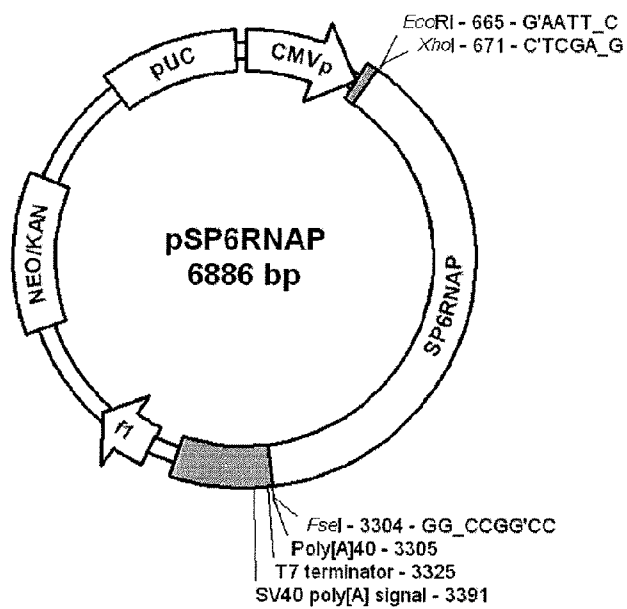 EcoRI - 665 - G'AATT_C
XhoI - 671 - C'TCGA_G
CMVp
pUC
pSP6RNAP
6886 bp
NEO/KAN
SP6RNAP
f1
FseI - 3304 - GG_CCGG'CC
Poly[A]40 - 3305
T7 terminator - 3325
SV40 poly[A] signal - 3391